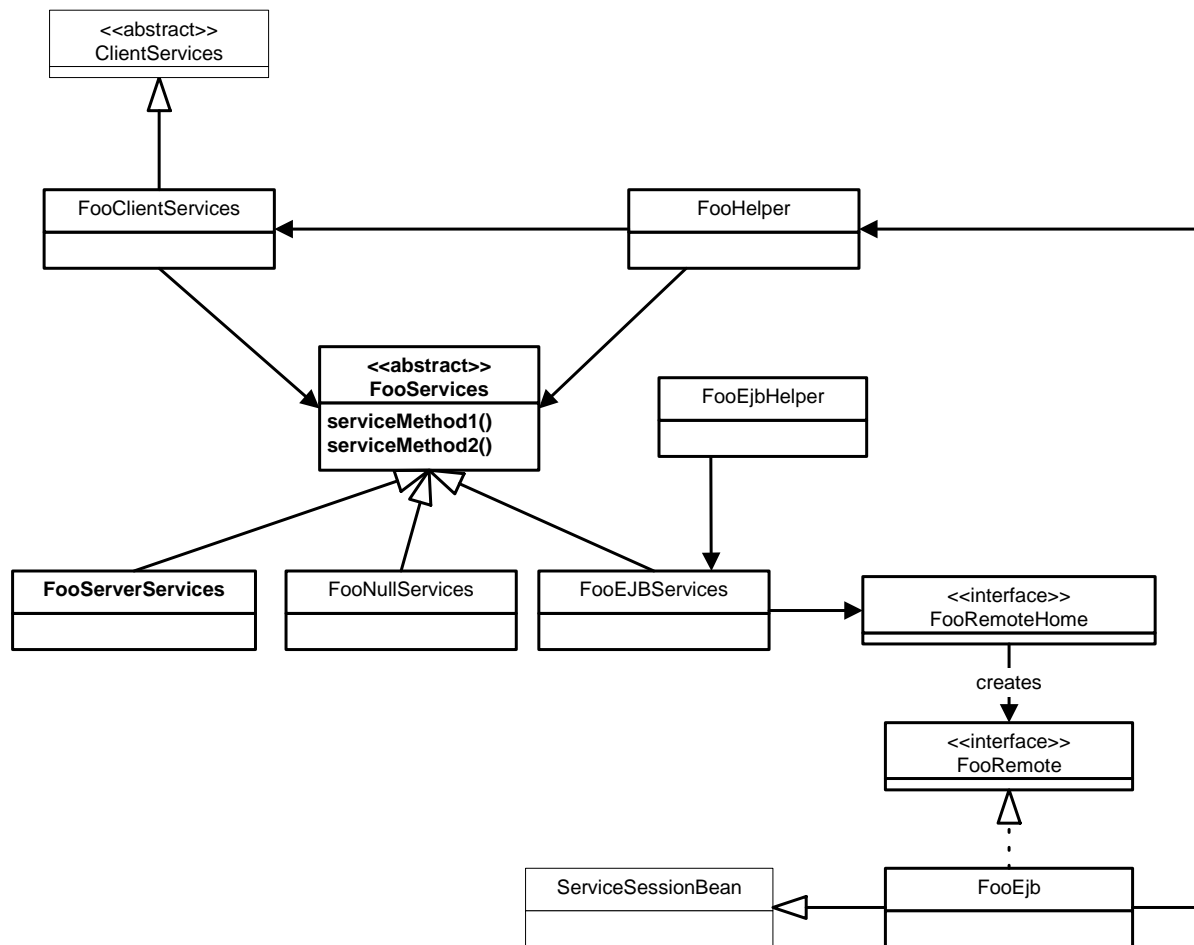 <<abstract>>
ClientServices
FooClientServices
FooHelper
<<abstract>>
FooServices
serviceMethod1()
serviceMethod2()
FooEjbHelper
FooServerServices
FooNullServices
FooEJBServices
<<interface>>
FooRemoteHome
creates
<<interface>>
FooRemote
ServiceSessionBean
FooEjb